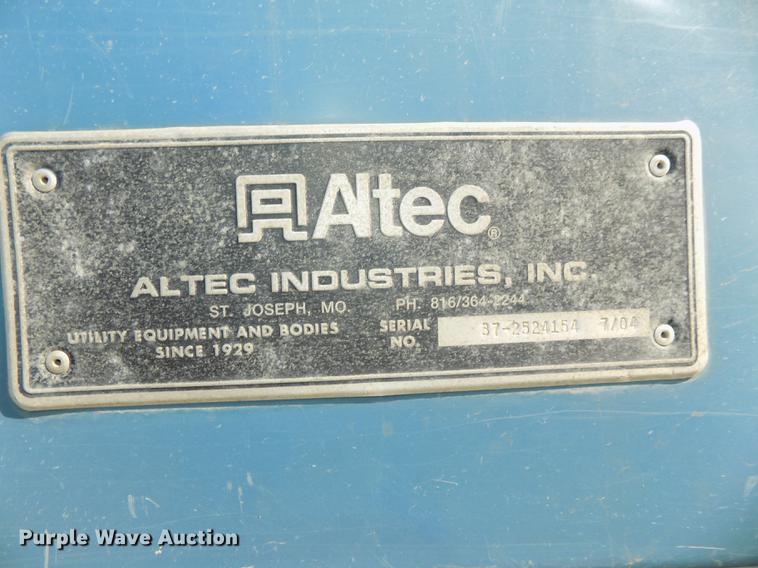 Altec®
ALTEC INDUSTRIES, INC.
ST. JOSEPH, MO. PH. 816/364-2244
UTILITY EQUIPMENT AND BODIES
SINCE 1929
SERIAL NO. 37-2524154 7/04
Purple Wave Auction